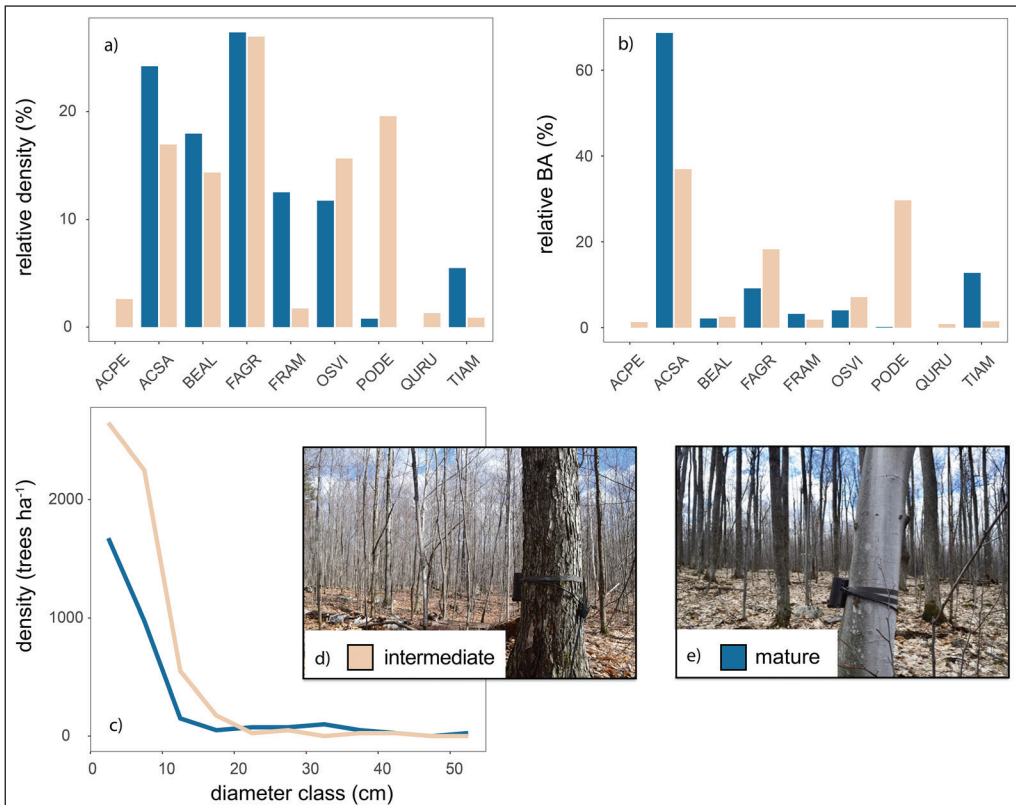 a)
relative density (%)
20
10
0
ACPE
ACSA
BEAL
FAGR
FRAM
OSVI
PODE
QURU
TIAM
b)
relative BA (%)
60
40
20
0
ACPE
ACSA
BEAL
FAGR
FRAM
OSVI
PODE
QURU
TIAM
density (trees ha⁻¹)
2000
1000
0
c)
0
10
20
30
40
50
diameter class (cm)
d) intermediate
e) mature